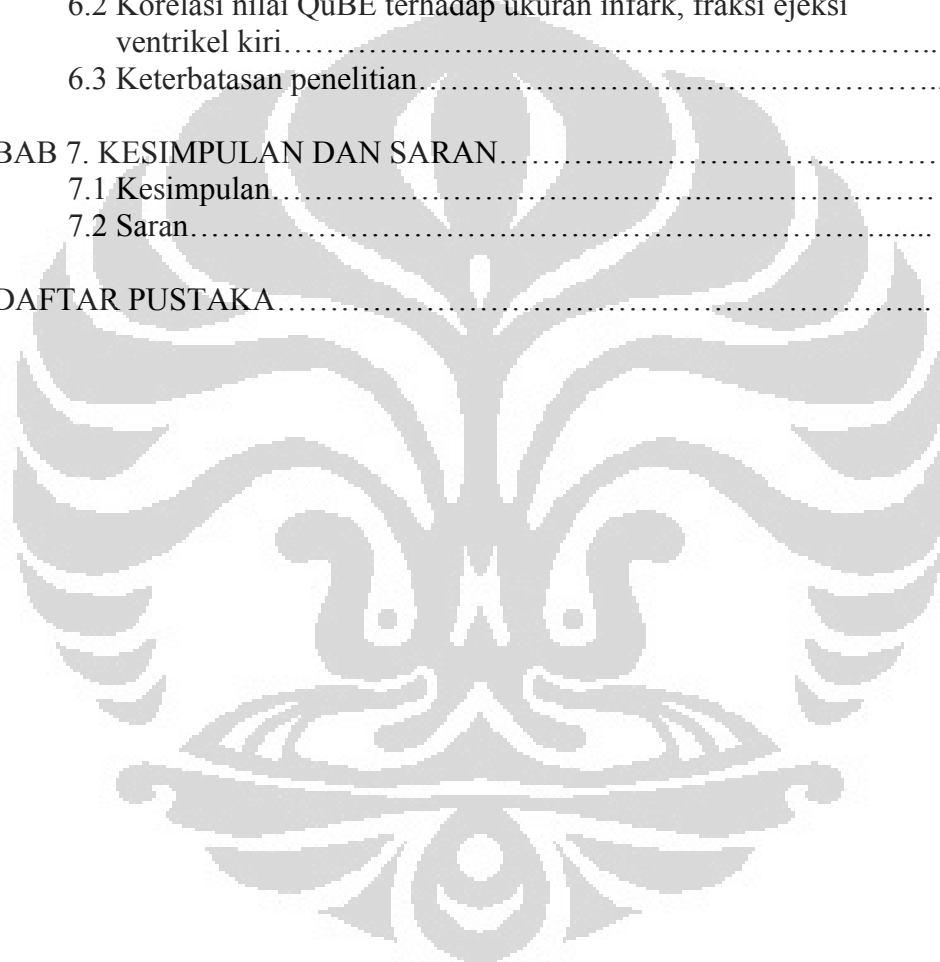 6.2 Korelasi nilai QuBE terhadap ukuran infark, fraksi ejeksi
ventrikel kiri…………………………………………………………..
6.3 Keterbatasan penelitian………………………………………………..
BAB 7. KESIMPULAN DAN SARAN…………………………………..……
7.1 Kesimpulan…………………………….…….……………………….
7.2 Saran…………………………….…….…………………………......
DAFTAR PUSTAKA……………………………………………………………..